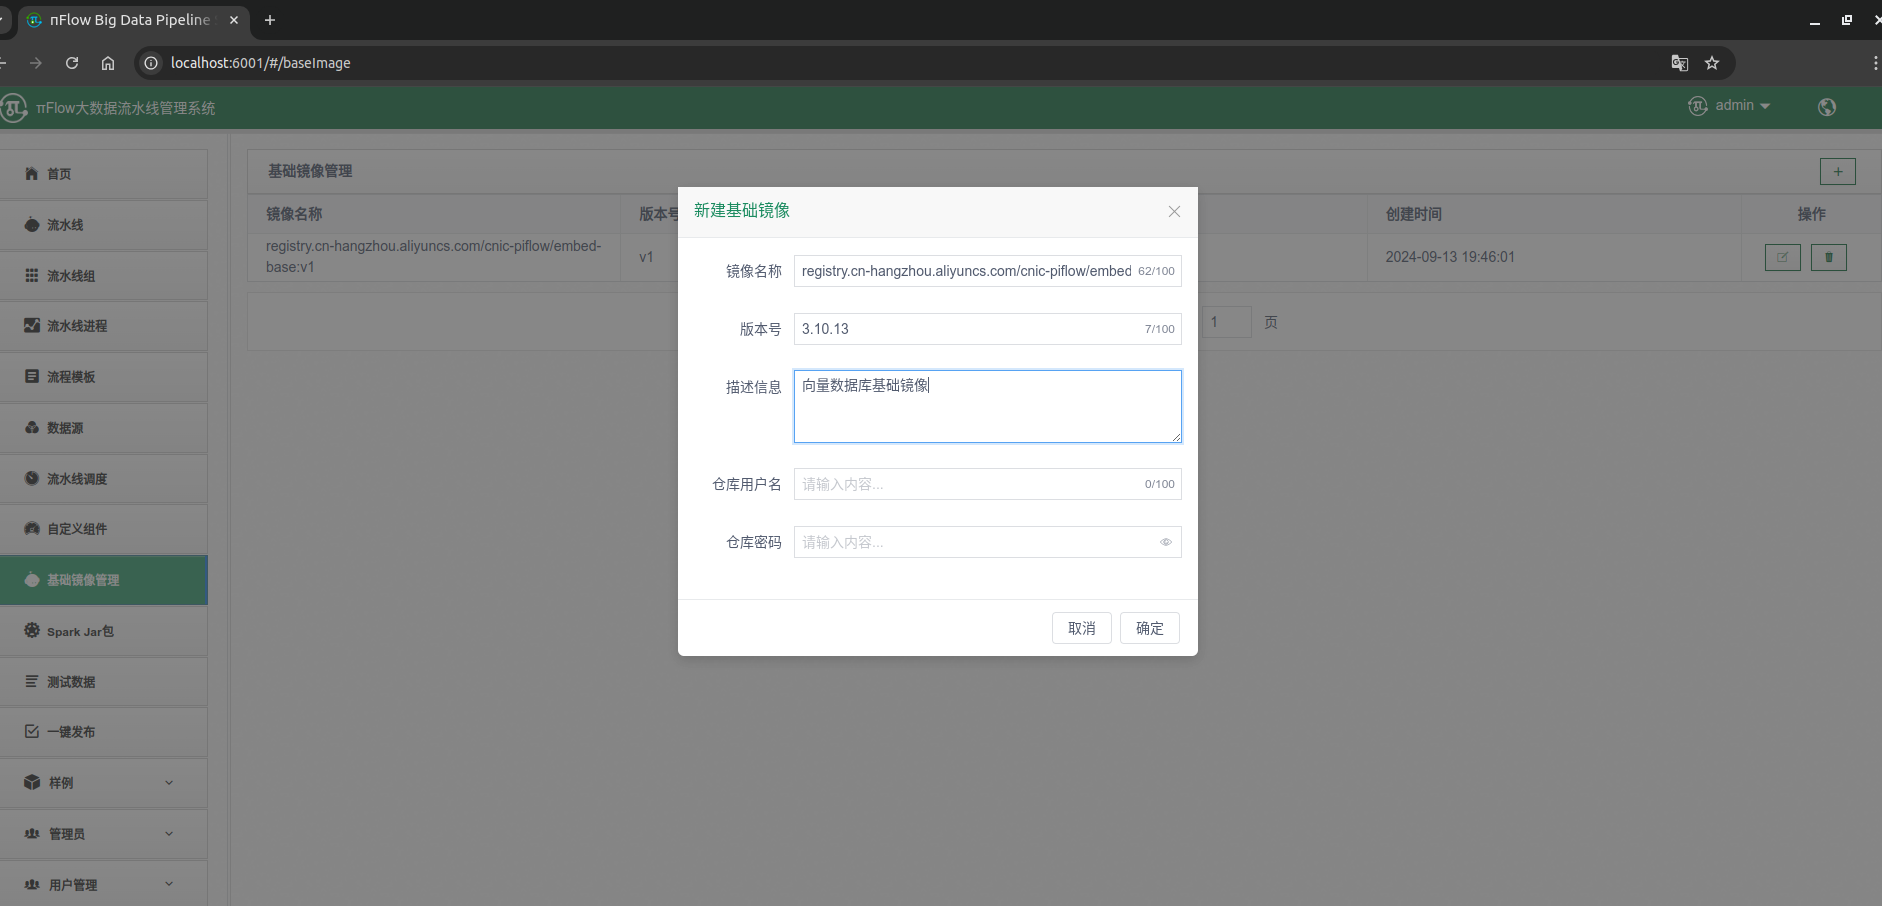 πFlow Big Data Pipeline
localhost:6001/#/baseImage
πFlow大数据流水线管理系统
admin
首页
流水线
流水线组
流水线进程
流程模板
数据源
流水线调度
自定义组件
基础镜像管理
Spark Jar包
测试数据
一键发布
样例
管理员
用户管理
基础镜像管理
+
镜像名称
版本号
创建时间
操作
registry.cn-hangzhou.aliyuncs.com/cnic-piflow/embed-
base:v1
v1
2024-09-13 19:46:01
1
页
新建基础镜像
镜像名称
registry.cn-hangzhou.aliyuncs.com/cnic-piflow/embed
62/100
版本号
3.10.13
7/100
描述信息
向量数据库基础镜像
仓库用户名
请输入内容...
0/100
仓库密码
请输入内容...
取消
确定